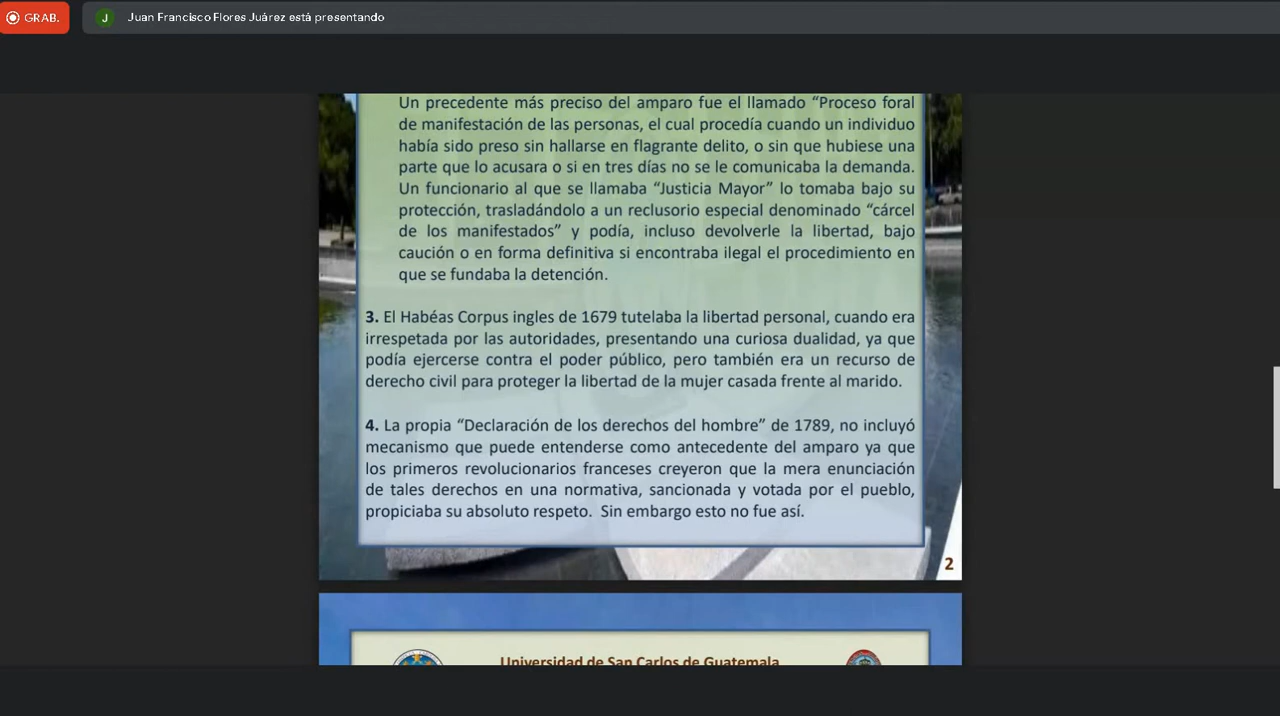 GRAB.
J
Juan Francisco Flores Juárez está presentando
Un precedente más preciso del amparo fue el llamado “Proceso foral
de manifestación de las personas, el cual procedía cuando un individuo
había sido preso sin hallarse en flagrante delito, o sin que hubiese una
parte que lo acusara o si en tres días no se le comunicaba la demanda.
Un funcionario al que se llamaba “Justicia Mayor” lo tomaba bajo su
protección, trasladándolo a un reclusorio especial denominado “cárcel
de los manifestados” y podía, incluso devolverle la libertad, bajo
caución o en forma definitiva si encontraba ilegal el procedimiento en
que se fundaba la detención.
3. El Habéas Corpus ingles de 1679 tutelaba la libertad personal, cuando era
irrespetada por las autoridades, presentando una curiosa dualidad, ya que
podía ejercerse contra el poder público, pero también era un recurso de
derecho civil para proteger la libertad de la mujer casada frente al marido.
4. La propia “Declaración de los derechos del hombre” de 1789, no incluyó
mecanismo que puede entenderse como antecedente del amparo ya que
los primeros revolucionarios franceses creyeron que la mera enunciación
de tales derechos en una normativa, sancionada y votada por el pueblo,
propiciaba su absoluto respeto. Sin embargo esto no fue así.
2
Universidad de San Carlos de Guatemala